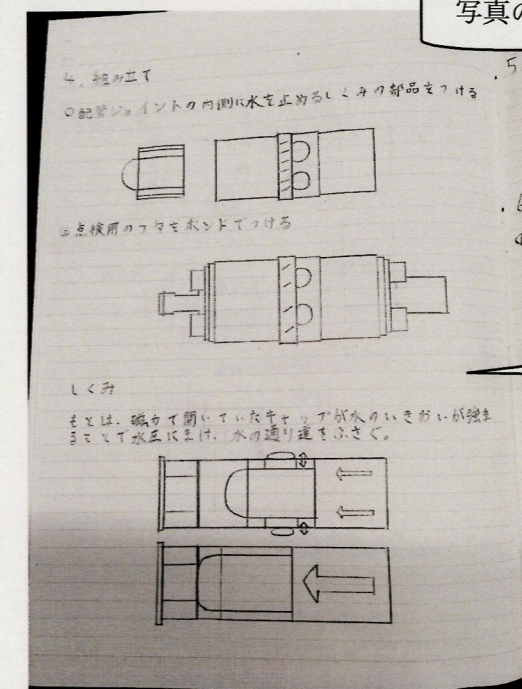 写真の
4. 組み立て
①配管ジョイントの内側に水を止めるしくみの部品をつける
②点検用のフタをボンドでつける
しくみ
もとは、磁力で開いていたキャップが水のいきおいが強ま
ることで水圧に負け、水の通り道をふさぐ。